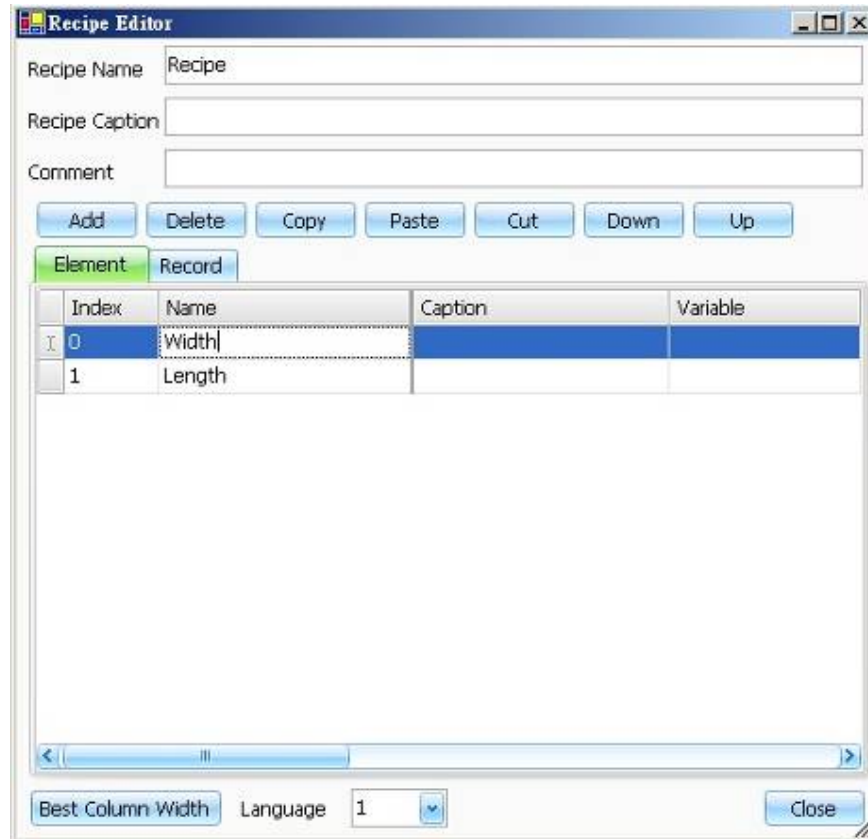 Recipe Editor
Recipe Name Recipe
Recipe Caption
Comment
Add Delete Copy Paste Cut Down Up
Element Record
Index Name Caption Variable
0 Width
1 Length
Best Column Width Language 1 Close